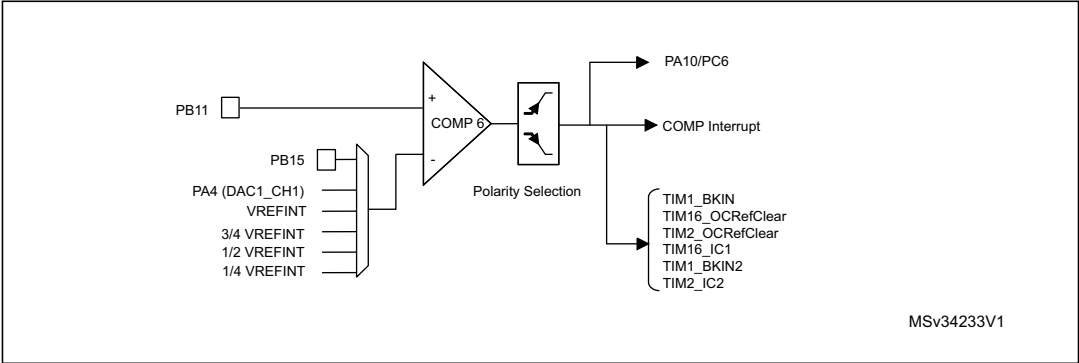 PA10/PC6
PB11
+
COMP 6
-
COMP Interrupt
PB15
PA4 (DAC1_CH1)
VREFINT
3/4 VREFINT
1/2 VREFINT
1/4 VREFINT
Polarity Selection
TIM1_BKIN
TIM16_OCRefClear
TIM2_OCRefClear
TIM16_IC1
TIM1_BKIN2
TIM2_IC2
MSv34233V1